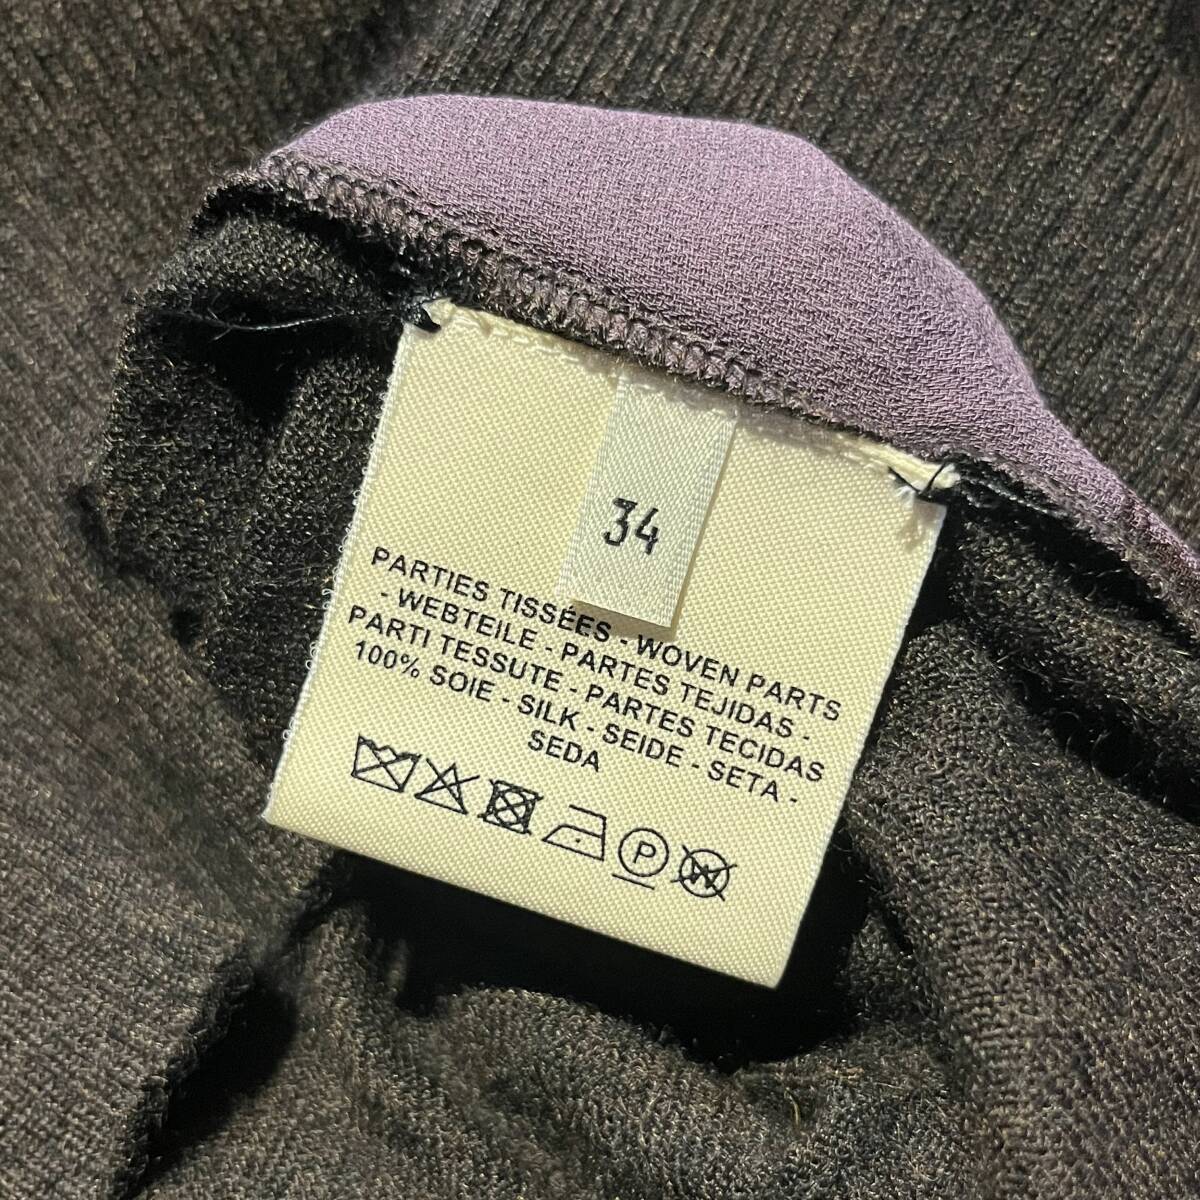 34
PARTIES TISSÉES - WOVEN PARTS
- WEBTEILE - PARTES TEJIDAS -
PARTI TESSUTE - PARTES TECIDAS
100% SOIE - SILK - SEIDE - SETA -
SEDA
P
W